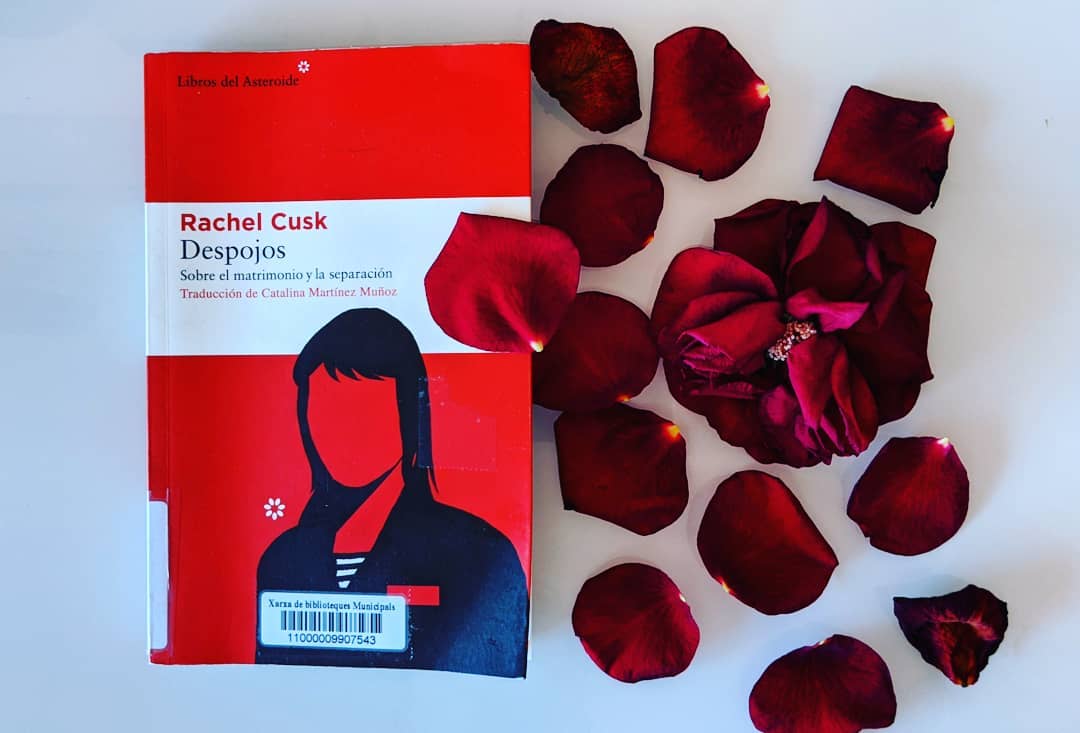 Libros del Asteroide
Rachel Cusk
Despojos
Sobre el matrimonio y la separación
Traducción de Catalina Martínez Muñoz
Xarxa de biblioteques Municipals
11000009907543